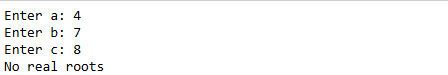 Enter a: 4
Enter b: 7
Enter c: 8
No real roots